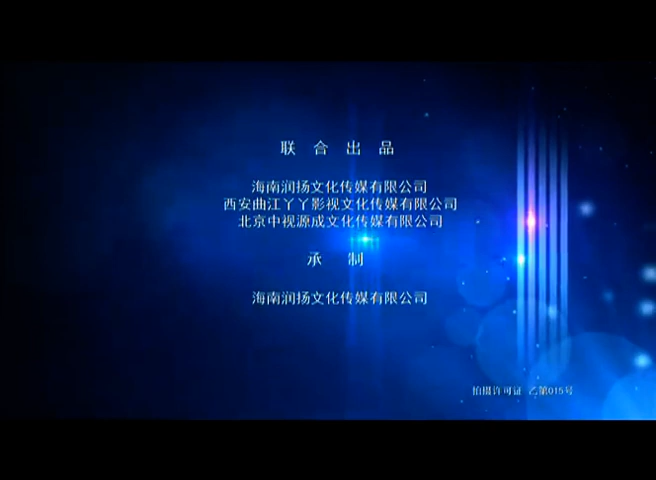 联合出品
海南润扬文化传媒有限公司
西安曲江丫丫影视文化传媒有限公司
北京中视源成文化传媒有限公司
承制
海南润扬文化传媒有限公司
拍摄许可证 乙第015号